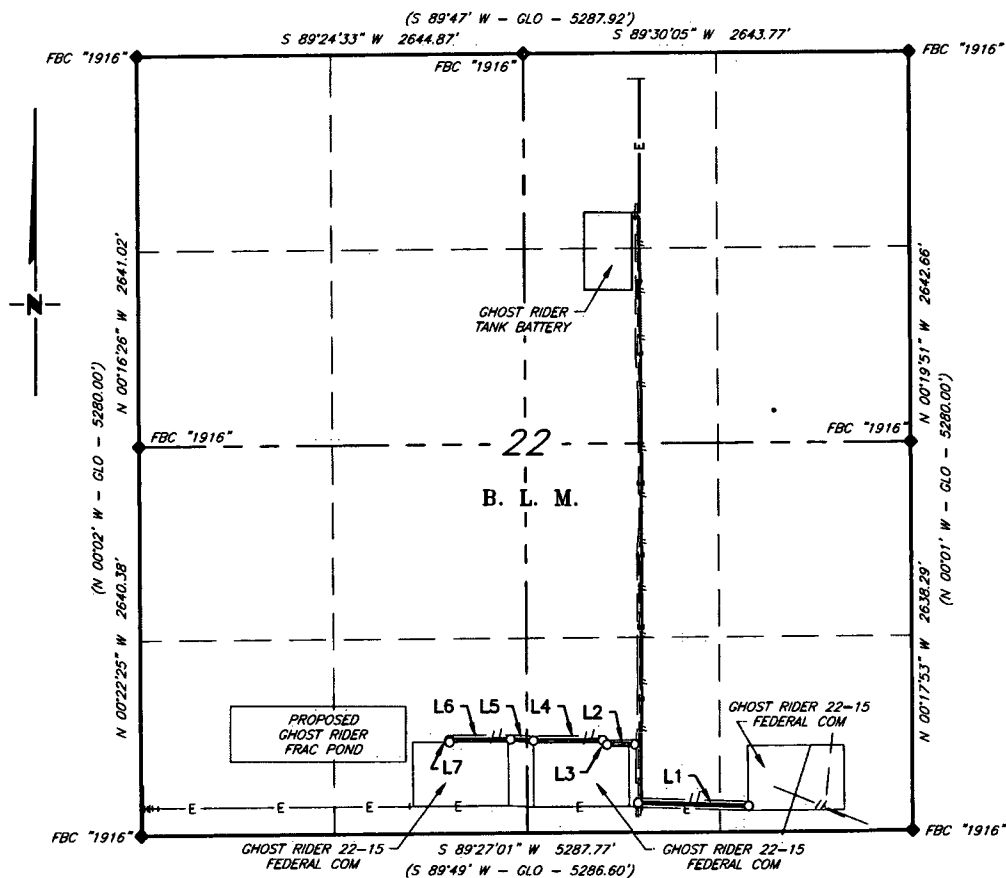 (S 89°47' W - GLO - 5287.92')
S 89°24'33" W 2644.87'
S 89°30'05" W 2643.77'
FBC "1916"
FBC "1916"
FBC "1916"
E
N
N 00°16'26" W 2641.02'
N 00°19'51" W 2642.66'
GHOST RIDER
TANK BATTERY
(N 00°02' W - GLO - 5280.00')
(N 00°01' W - GLO - 5280.00')
FBC "1916"
22
FBC "1916"
B. L. M.
N 00°22'25" W 2640.38'
N 00°17'53" W 2638.29'
PROPOSED
GHOST RIDER
FRAC POND
L6
L5
L4
L2
GHOST RIDER 22-15
FEDERAL COM
L7
L3
L1
E
E
E
E
E
E
FBC "1916"
FBC "1916"
GHOST RIDER 22-15
FEDERAL COM
S 89°27'01" W 5287.77'
(S 89°49' W - GLO - 5286.60')
GHOST RIDER 22-15
FEDERAL COM